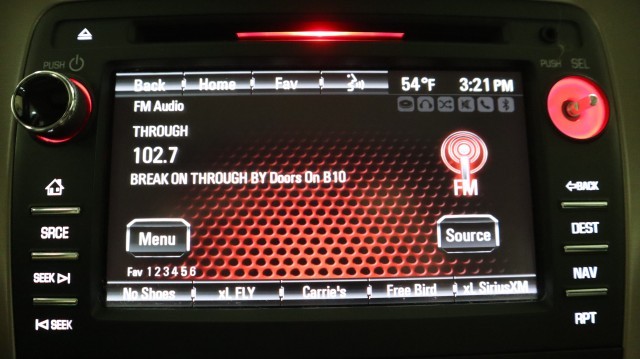 PUSH
PUSH SEL
Back Home Fav 54°F 3:21 PM
FM Audio
THROUGH
102.7
BREAK ON THROUGH BY Doors On B10
FM
Menu
Source
Fav 1 2 3 4 5 6
No Shoes xL FLY Carrie's Free Bird xL SiriusXM
SRCE
SEEK
SEEK
BACK
DEST
NAV
RPT